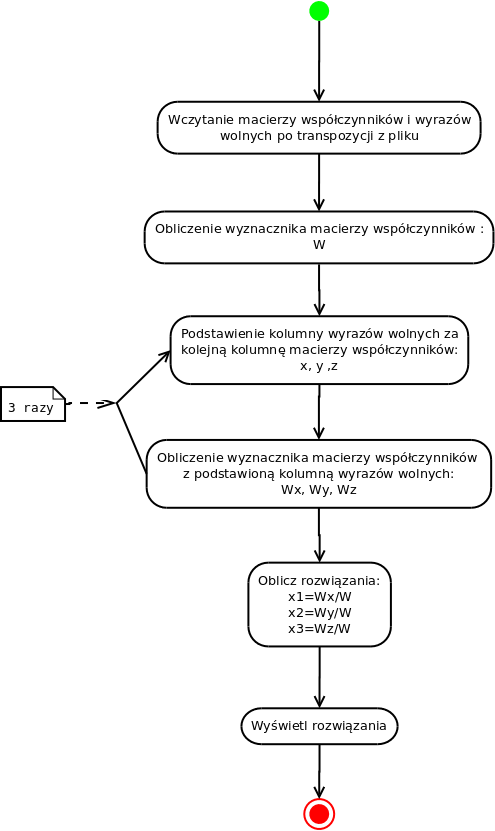 Wczytanie macierzy współczynników i wyrazów
wolnych po transpozycji z pliku
Obliczenie wyznacznika macierzy współczynników :
W
Podstawienie kolumny wyrazów wolnych za
kolejną kolumnę macierzy współczynników:
x, y ,z
3 razy
Obliczenie wyznacznika macierzy współczynników
z podstawioną kolumną wyrazów wolnych:
Wx, Wy, Wz
Oblicz rozwiązania:
x1=Wx/W
x2=Wy/W
x3=Wz/W
Wyświetl rozwiązania